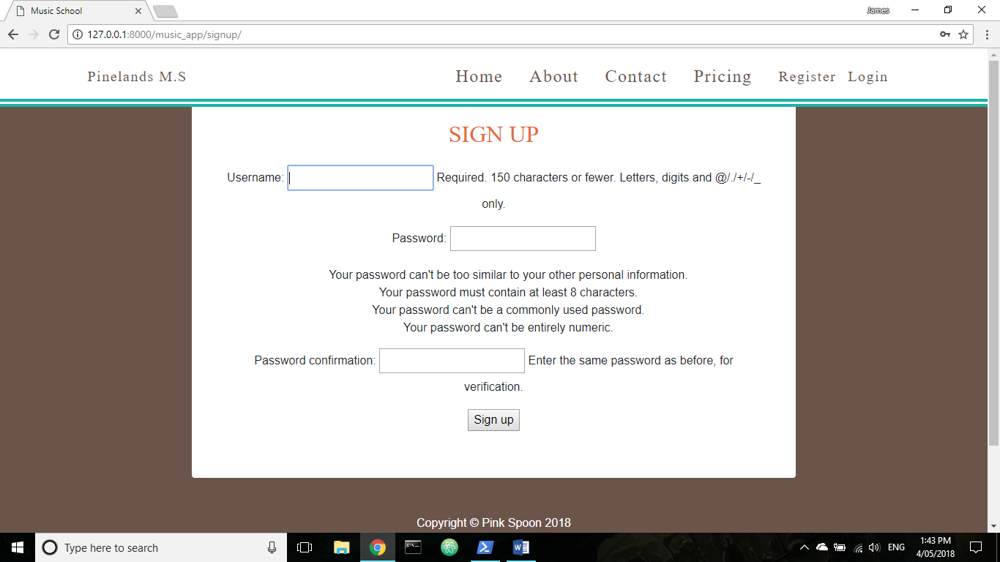 Music School
James
127.0.0.1:8000/music_app/signup/
Pinelands M.S
Home About Contact Pricing Register Login
SIGN UP
Username: Required. 150 characters or fewer. Letters, digits and @/./+/-/_
only.
Password:
Your password can't be too similar to your other personal information.
Your password must contain at least 8 characters.
Your password can't be a commonly used password.
Your password can't be entirely numeric.
Password confirmation: Enter the same password as before, for
verification.
Sign up
Copyright © Pink Spoon 2018
Type here to search
ENG
1:43 PM
4/05/2018